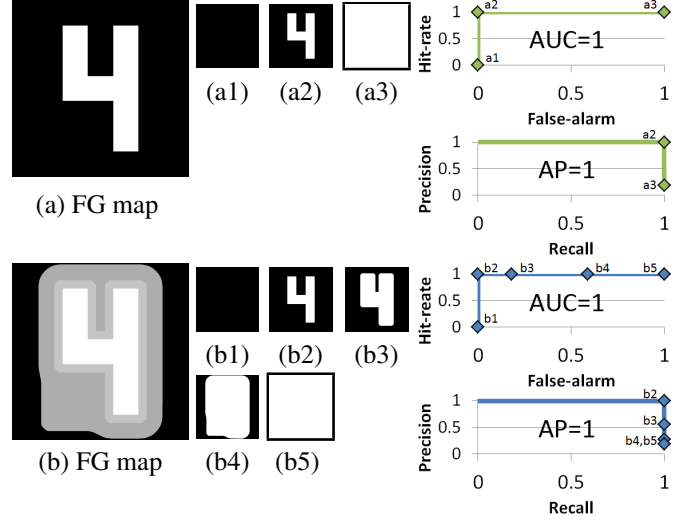 (a) FG map
(a1) (a2) (a3)
Hit-rate
1
0.5
0
a2
a3
AUC=1
a1
0 0.5 1
False-alarm
Precision
1
0.5
0
a2
AP=1
a3
0 0.5 1
Recall
(b) FG map
(b1) (b2) (b3)
(b4) (b5)
Hit-reate
1
0.5
0
b2 b3 b4 b5
AUC=1
b1
0 0.5 1
False-alarm
Precision
1
0.5
0
b2
b3
AP=1
b4,b5
0 0.5 1
Recall